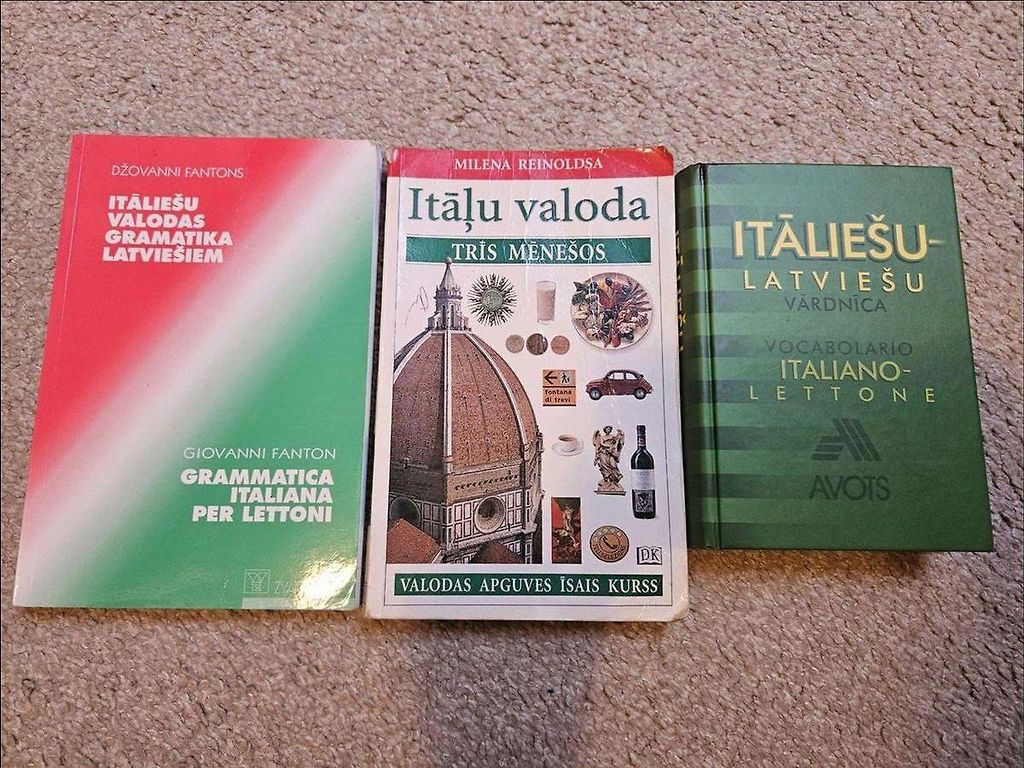 DŽOVANNI FANTONS
ITĀLIEŠU
VALODAS
GRAMATIKA
LATVIEŠIEM
GIOVANNI FANTON
GRAMMATICA
ITALIANA
PER LETTONI
MILENA REINOLDSA
Itāļu valoda
TRĪS MĒNEŠOS
fontana
di trevi
DK
VALODAS APGUVES ĪSAIS KURSS
ITĀLIEŠU-
LATVIEŠU
VĀRDNĪCA
VOCABOLARIO
ITALIANO-
LETTONE
AVOTS